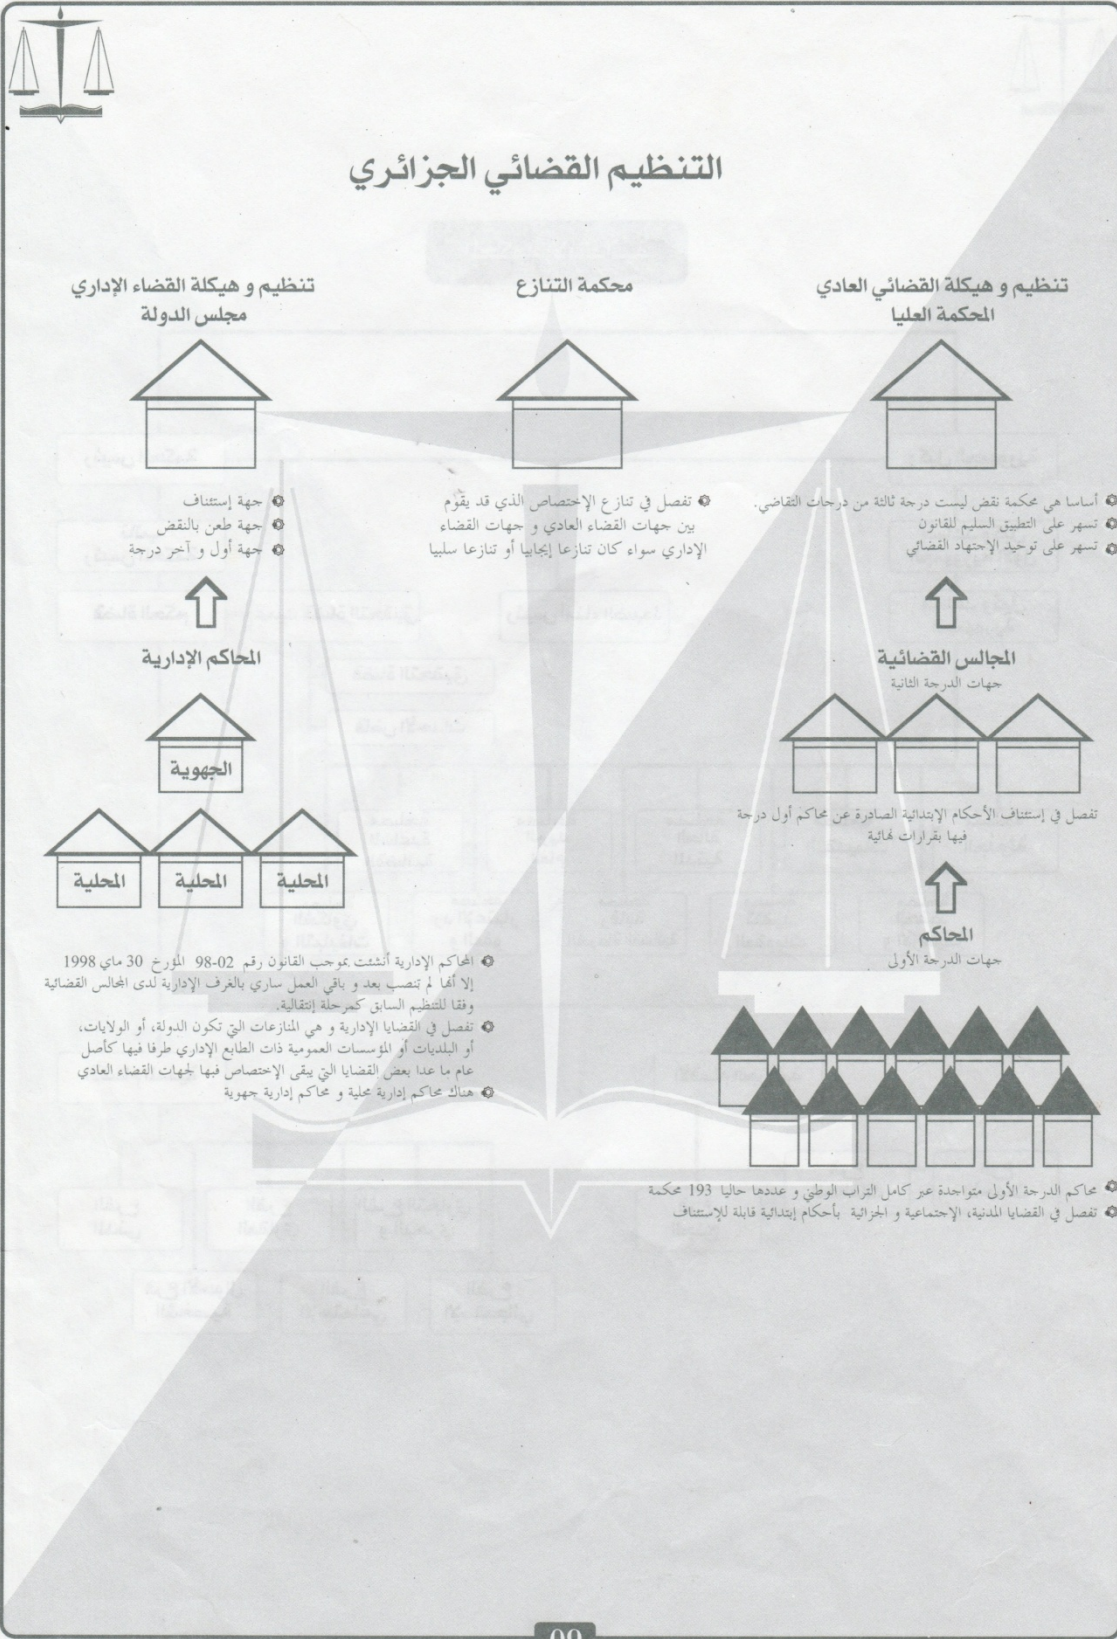 التنظيم القضائي الجزائري
تنظيم و هيكلة القضائي العادي
المحكمة العليا
أساسا هي محكمة نقض ليست درجة ثالثة من درجات التقاضي.
تسهر على التطبيق السليم للقانون
تسهر على توحيد الإجتهاد القضائي
المجالس القضائية
جهات الدرجة الثانية
تفصل في إستئناف الأحكام الإبتدائية الصادرة عن محاكم أول درجة
فيها بقرارات نهائية
المحاكم
جهات الدرجة الأولى
محاكم الدرجة الأولى متواجدة عبر كامل التراب الوطني و عددها حاليا 193 محكمة
تفصل في القضايا المدنية، الإجتماعية و الجزائية بأحكام إبتدائية قابلة للإستئناف
محكمة التنازع
تفصل في تنازع الإختصاص الذي قد يقوم
بين جهات القضاء العادي و جهات القضاء
الإداري سواء كان تنازعا إيجابيا أو تنازعا سلبيا
تنظيم و هيكلة القضاء الإداري
مجلس الدولة
جهة إستئناف
جهة طعن بالنقض
جهة أول و آخر درجة
المحاكم الإدارية
الجهوية
المحلية
المحلية
المحلية
المحاكم الإدارية أنشئت بموجب القانون رقم 02-98 المؤرخ 30 ماي 1998
إلا أنها لم تنصب بعد و باقي العمل ساري بالغرف الإدارية لدى المجالس القضائية
وفقا للتنظيم السابق كمرحلة إنتقالية.
تفصل في القضايا الإدارية و هي المنازعات التي تكون الدولة، أو الولايات،
أو البلديات أو المؤسسات العمومية ذات الطابع الإداري طرفا فيها كأصل
عام ما عدا بعض القضايا التي يبقى الإختصاص فيها لجهات القضاء العادي
هناك محاكم إدارية محلية و محاكم إدارية جهوية
09